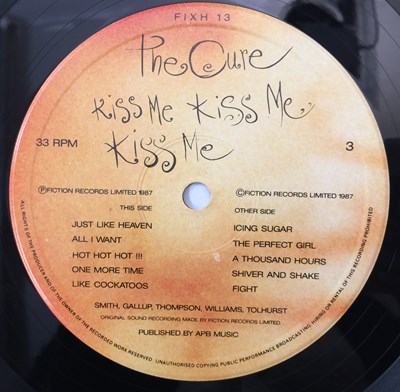 FIXH 13
The Cure
Kiss Me Kiss Me
Kiss Me
33 RPM
3
Ⓟ FICTION RECORDS LIMITED 1987
© FICTION RECORDS LIMITED 1987
THIS SIDE
OTHER SIDE
JUST LIKE HEAVEN
ICING SUGAR
ALL I WANT
THE PERFECT GIRL
HOT HOT HOT !!!
A THOUSAND HOURS
ONE MORE TIME
SHIVER AND SHAKE
LIKE COCKATOOS
FIGHT
SMITH, GALLUP, THOMPSON, WILLIAMS, TOLHURST
ORIGINAL SOUND RECORDING MADE BY FICTION RECORDS LIMITED
PUBLISHED BY APB MUSIC
ALL RIGHTS OF THE PRODUCER AND OF THE OWNER OF THE RECORDED WORK RESERVED. UNAUTHORISED COPYING PUBLIC PERFORMANCE BROADCASTING HIRING OR RENTAL OF THIS RECORDING PROHIBITED